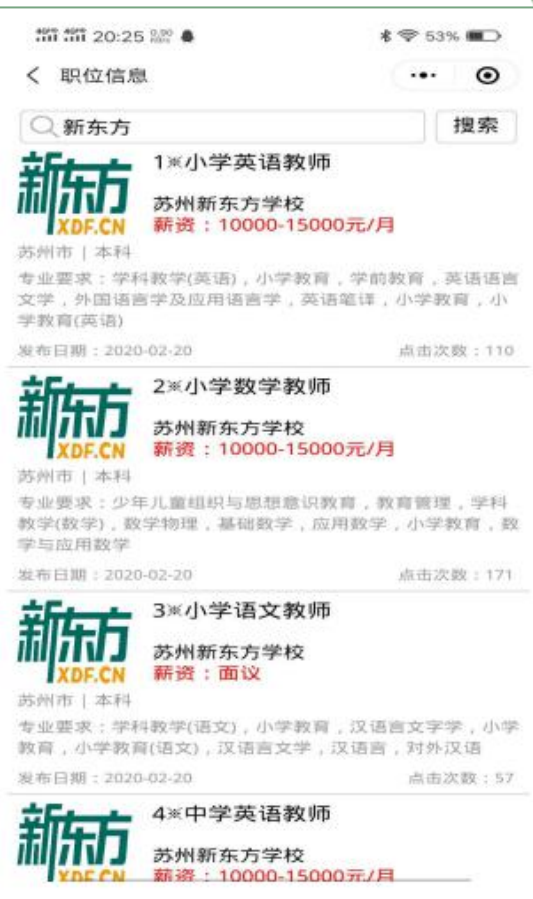 20:25
53%
职位信息
新东方
搜索
新东方
XDF.CN
1※小学英语教师
苏州新东方学校
薪资：10000-15000元/月
苏州市 | 本科
专业要求：学科教学(英语)，小学教育，学前教育，英语语言
文学，外国语言学及应用语言学，英语笔译，小学教育，小
学教育(英语)
发布日期：2020-02-20
点击次数：110
新东方
XDF.CN
2※小学数学教师
苏州新东方学校
薪资：10000-15000元/月
苏州市 | 本科
专业要求：少年儿童组织与思想意识教育，教育管理，学科
教学(数学)，数学物理，基础数学，应用数学，小学教育，数
学与应用数学
发布日期：2020-02-20
点击次数：171
新东方
XDF.CN
3※小学语文教师
苏州新东方学校
薪资：面议
苏州市 | 本科
专业要求：学科教学(语文)，小学教育，汉语言文字学，小学
教育，小学教育(语文)，汉语言文学，汉语言，对外汉语
发布日期：2020-02-20
点击次数：57
新东方
XDF.CN
4※中学英语教师
苏州新东方学校
薪资：10000-15000元/月